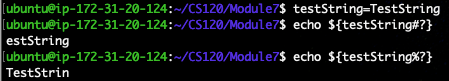 [ubuntu@ip-172-31-20-124:~/CS120/Module7$ testString=TestString
[ubuntu@ip-172-31-20-124:~/CS120/Module7$ echo ${testString#?}
estString
[ubuntu@ip-172-31-20-124:~/CS120/Module7$ echo ${testString%?}
TestStrin